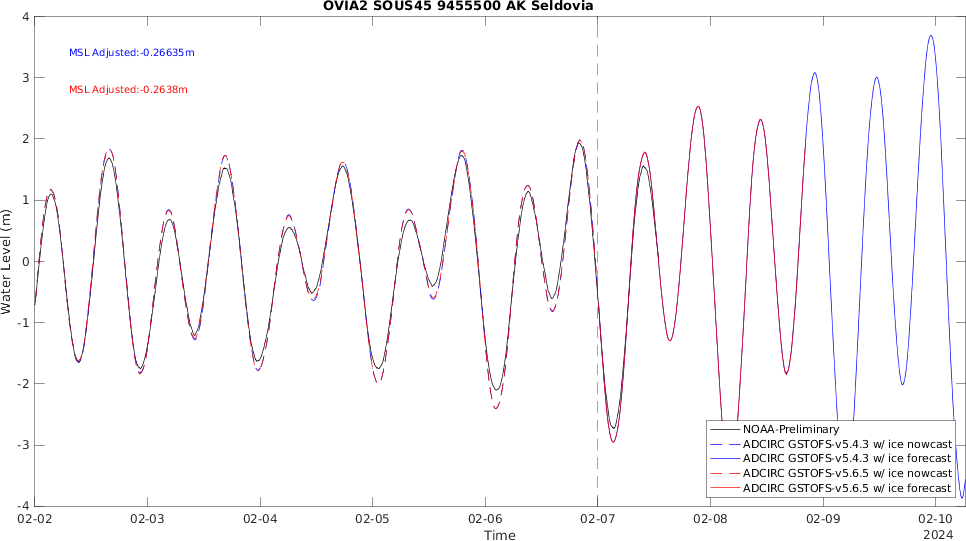 OVIA2 SOUS45 9455500 AK Seldovia
MSL Adjusted:-0.26635m
MSL Adjusted:-0.2638m
4
3
2
1
0
-1
-2
-3
-4
Water Level (m)
NOAA-Preliminary
ADCIRC GSTOFS-v5.4.3 w/ ice nowcast
ADCIRC GSTOFS-v5.4.3 w/ ice forecast
ADCIRC GSTOFS-v5.6.5 w/ ice nowcast
ADCIRC GSTOFS-v5.6.5 w/ ice forecast
02-02 02-03 02-04 02-05 02-06 02-07 02-08 02-09 02-10
Time
2024